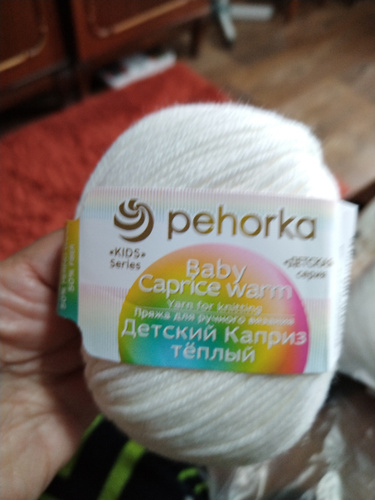 pehorka
•KIDS•
Series
•ДЕТСКАЯ•
серия
Baby
Caprice warm
Yarn for knitting
Пряжа для ручного вязания
Детский Каприз
тёплый